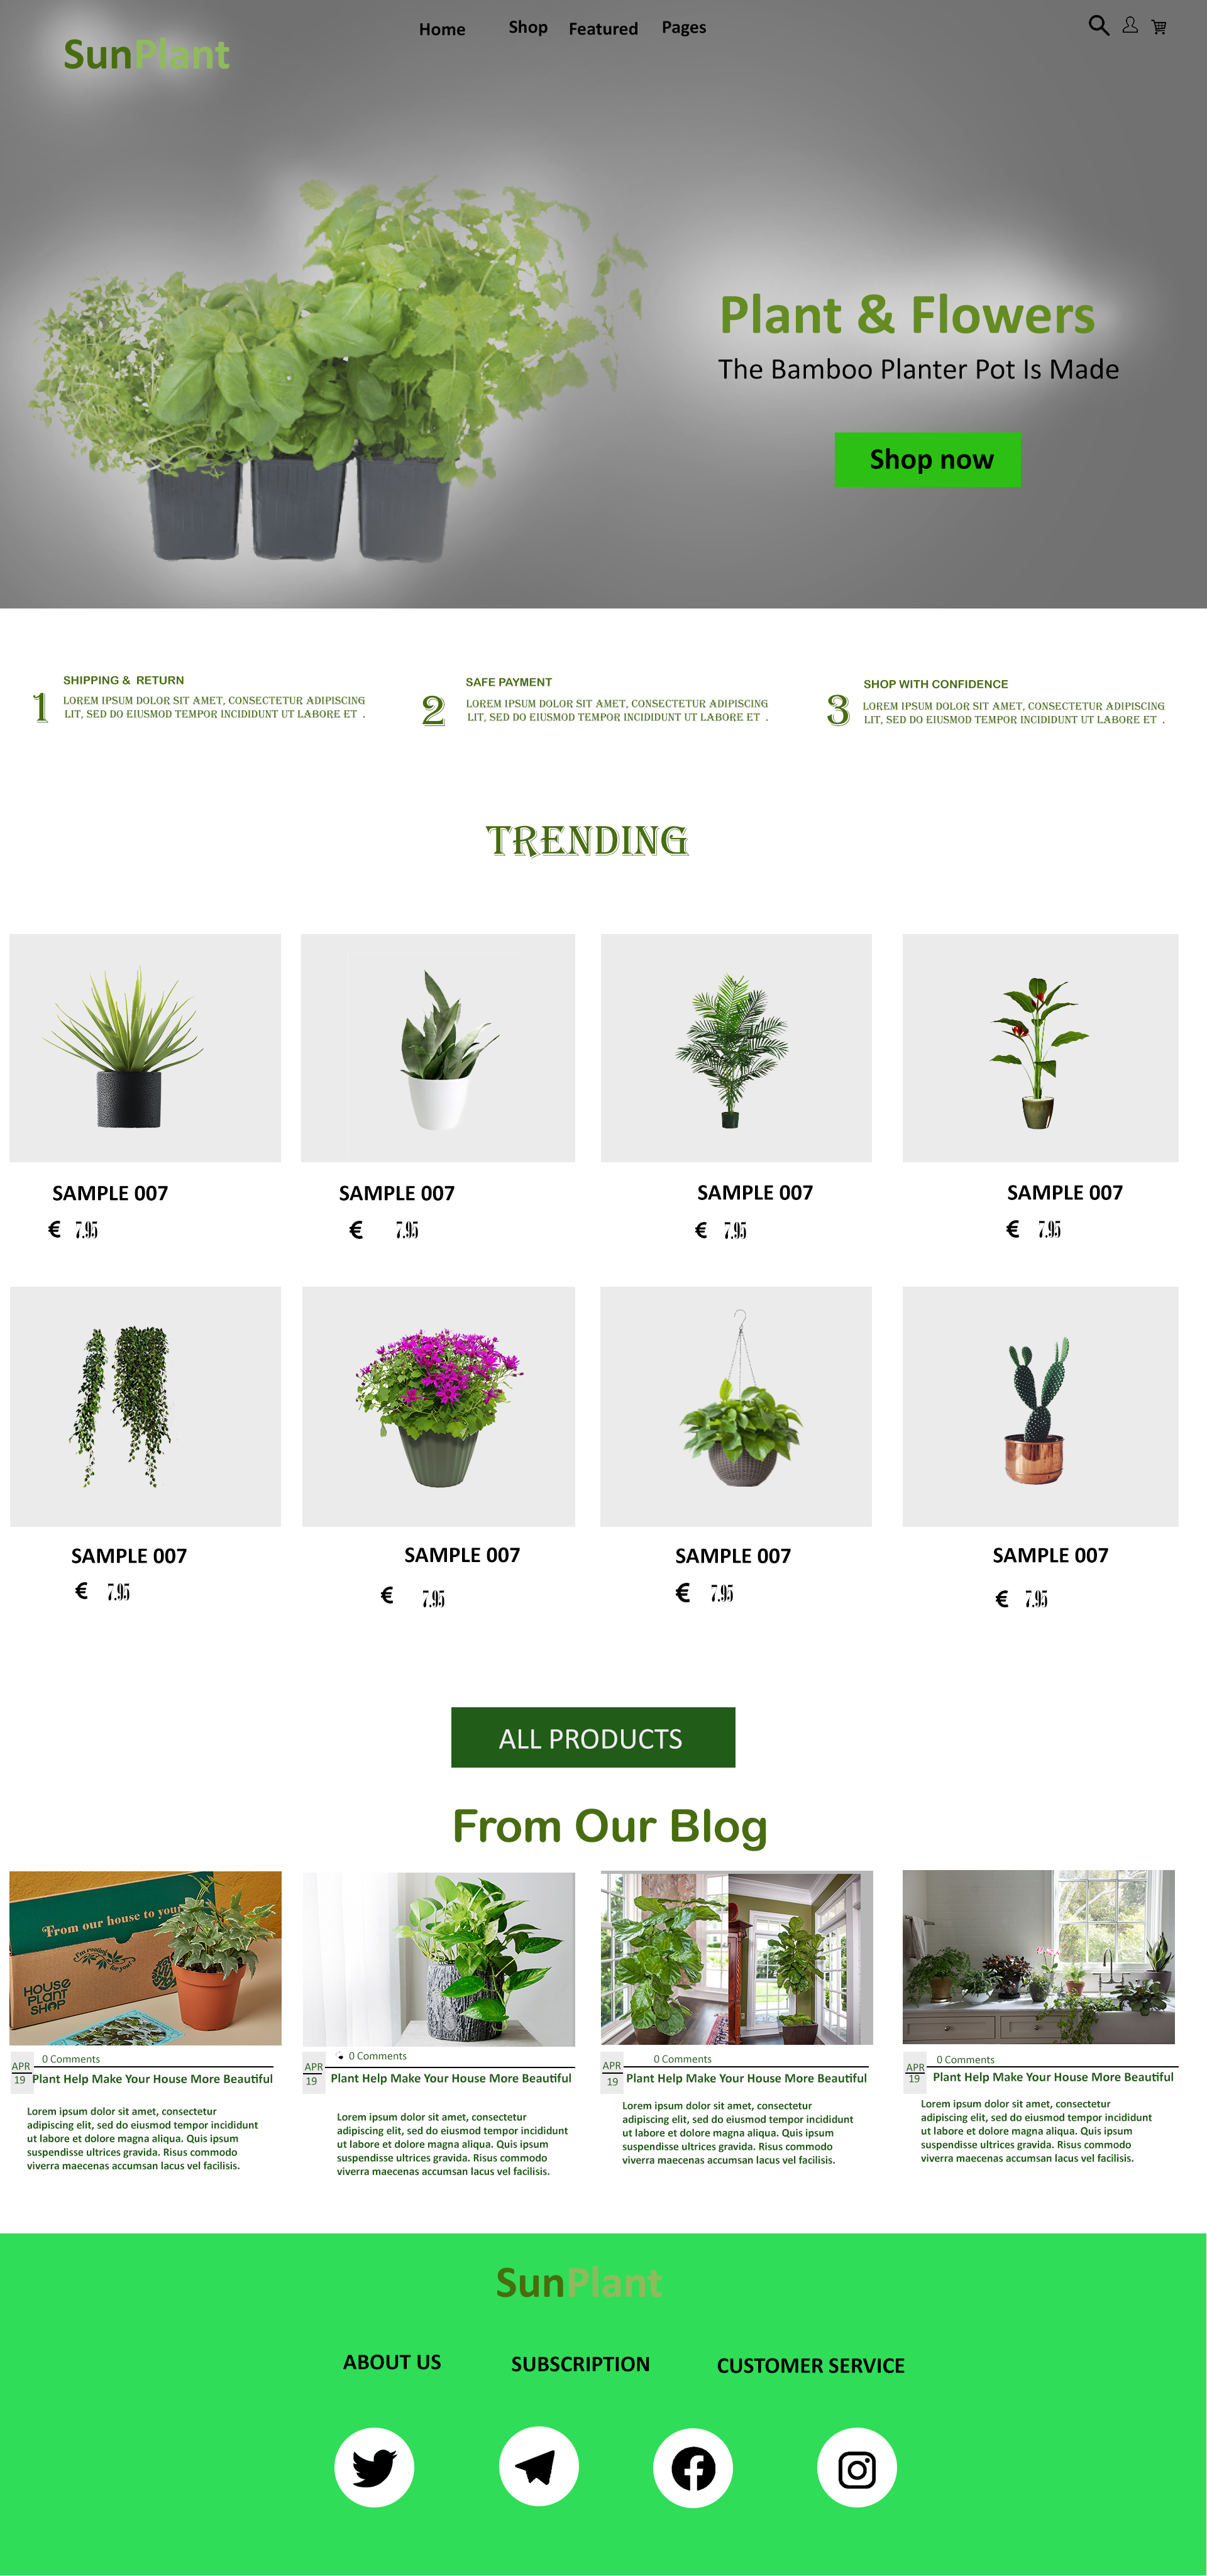 SunPlant
Home Shop Featured Pages
Plant & Flowers
The Bamboo Planter Pot Is Made
Shop now
1
SHIPPING & RETURN
LOREM IPSUM DOLOR SIT AMET, CONSECTETUR ADIPISCING
LIT, SED DO EIUSMOD TEMPOR INCIDIDUNT UT LABORE ET .
2
SAFE PAYMENT
LOREM IPSUM DOLOR SIT AMET, CONSECTETUR ADIPISCING
LIT, SED DO EIUSMOD TEMPOR INCIDIDUNT UT LABORE ET .
3
SHOP WITH CONFIDENCE
LOREM IPSUM DOLOR SIT AMET, CONSECTETUR ADIPISCING
LIT, SED DO EIUSMOD TEMPOR INCIDIDUNT UT LABORE ET .
TRENDING
SAMPLE 007
€ 7.95
SAMPLE 007
€ 7.95
SAMPLE 007
€ 7.95
SAMPLE 007
€ 7.95
SAMPLE 007
€ 7.95
SAMPLE 007
€ 7.95
SAMPLE 007
€ 7.95
SAMPLE 007
€ 7.95
ALL PRODUCTS
From Our Blog
From our house to your
I'm rooting
for you!
HOUSE
PLANT
SHOP
APR
19
0 Comments
Plant Help Make Your House More Beautiful
Lorem ipsum dolor sit amet, consectetur
adipiscing elit, sed do eiusmod tempor incididunt
ut labore et dolore magna aliqua. Quis ipsum
suspendisse ultrices gravida. Risus commodo
viverra maecenas accumsan lacus vel facilisis.
APR
19
0 Comments
Plant Help Make Your House More Beautiful
Lorem ipsum dolor sit amet, consectetur
adipiscing elit, sed do eiusmod tempor incididunt
ut labore et dolore magna aliqua. Quis ipsum
suspendisse ultrices gravida. Risus commodo
viverra maecenas accumsan lacus vel facilisis.
APR
19
0 Comments
Plant Help Make Your House More Beautiful
Lorem ipsum dolor sit amet, consectetur
adipiscing elit, sed do eiusmod tempor incididunt
ut labore et dolore magna aliqua. Quis ipsum
suspendisse ultrices gravida. Risus commodo
viverra maecenas accumsan lacus vel facilisis.
APR
19
0 Comments
Plant Help Make Your House More Beautiful
Lorem ipsum dolor sit amet, consectetur
adipiscing elit, sed do eiusmod tempor incididunt
ut labore et dolore magna aliqua. Quis ipsum
suspendisse ultrices gravida. Risus commodo
viverra maecenas accumsan lacus vel facilisis.
SunPlant
ABOUT US SUBSCRIPTION CUSTOMER SERVICE